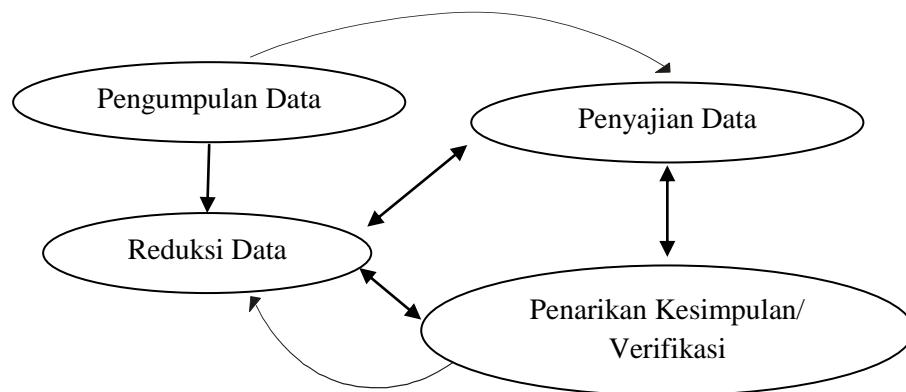 Pengumpulan Data
Penyajian Data
Reduksi Data
Penarikan Kesimpulan/
Verifikasi